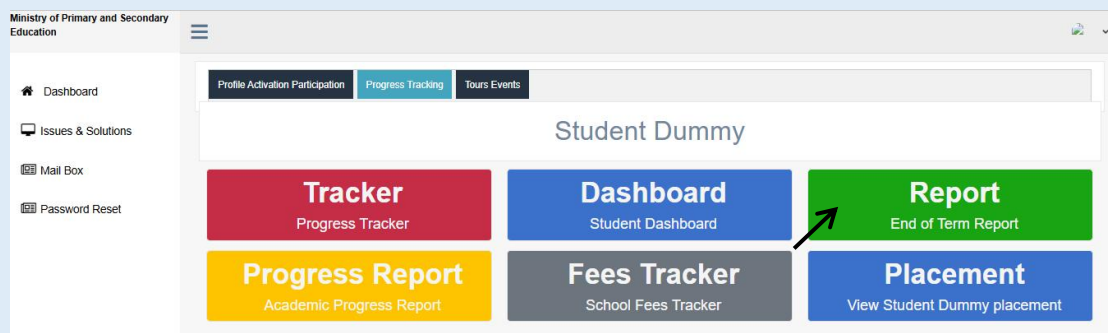 Ministry of Primary and Secondary
Education
Dashboard
Issues & Solutions
Mail Box
Password Reset
Profile Activation Participation
Progress Tracking
Tours Events
Student Dummy
Tracker
Progress Tracker
Dashboard
Student Dashboard
Report
End of Term Report
Progress Report
Academic Progress Report
Fees Tracker
School Fees Tracker
Placement
View Student Dummy placement